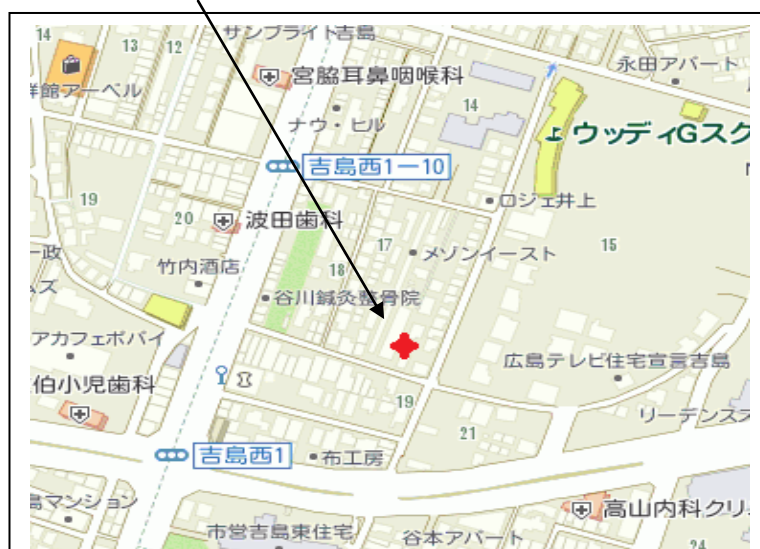 14
13
12
サンブライト吉島
永田アパート
宮脇耳鼻咽喉科
洋館アーベル
ナウ・ヒル
14
ウッディGスク
吉島西1-10
19
20
波田歯科
17
ロジェ井上
メゾンイースト
15
竹内酒店
18
谷川鍼灸整骨院
アカフェポパイ
広島テレビ住宅宣言吉島
伯小児歯科
19
リーデンスス
21
吉島西1
布工房
島マンション
高山内科クリ
市営吉島東住宅
谷本アパート
24